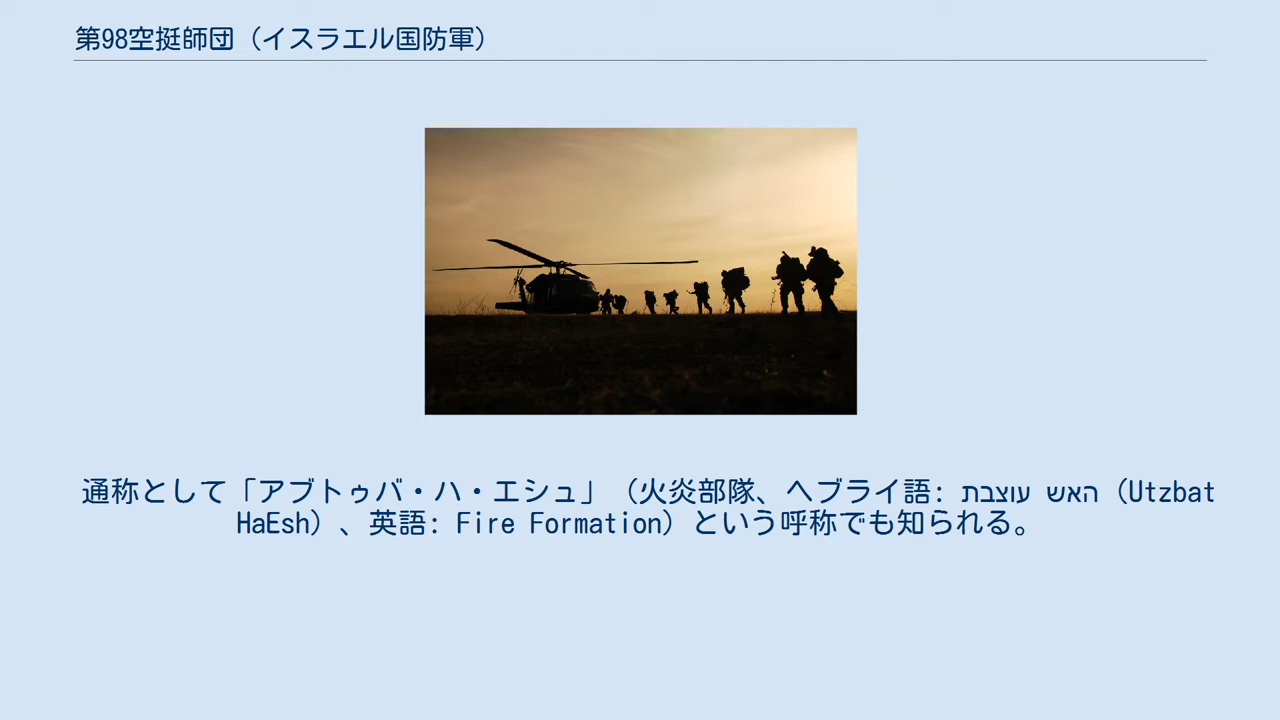 第98空挺師団（イスラエル国防軍）
通称として「アブトゥバ・ハ・エシュ」（火炎部隊、ヘブライ語: עוצבת האש（Utzbat
HaEsh）、英語: Fire Formation）という呼称でも知られる。